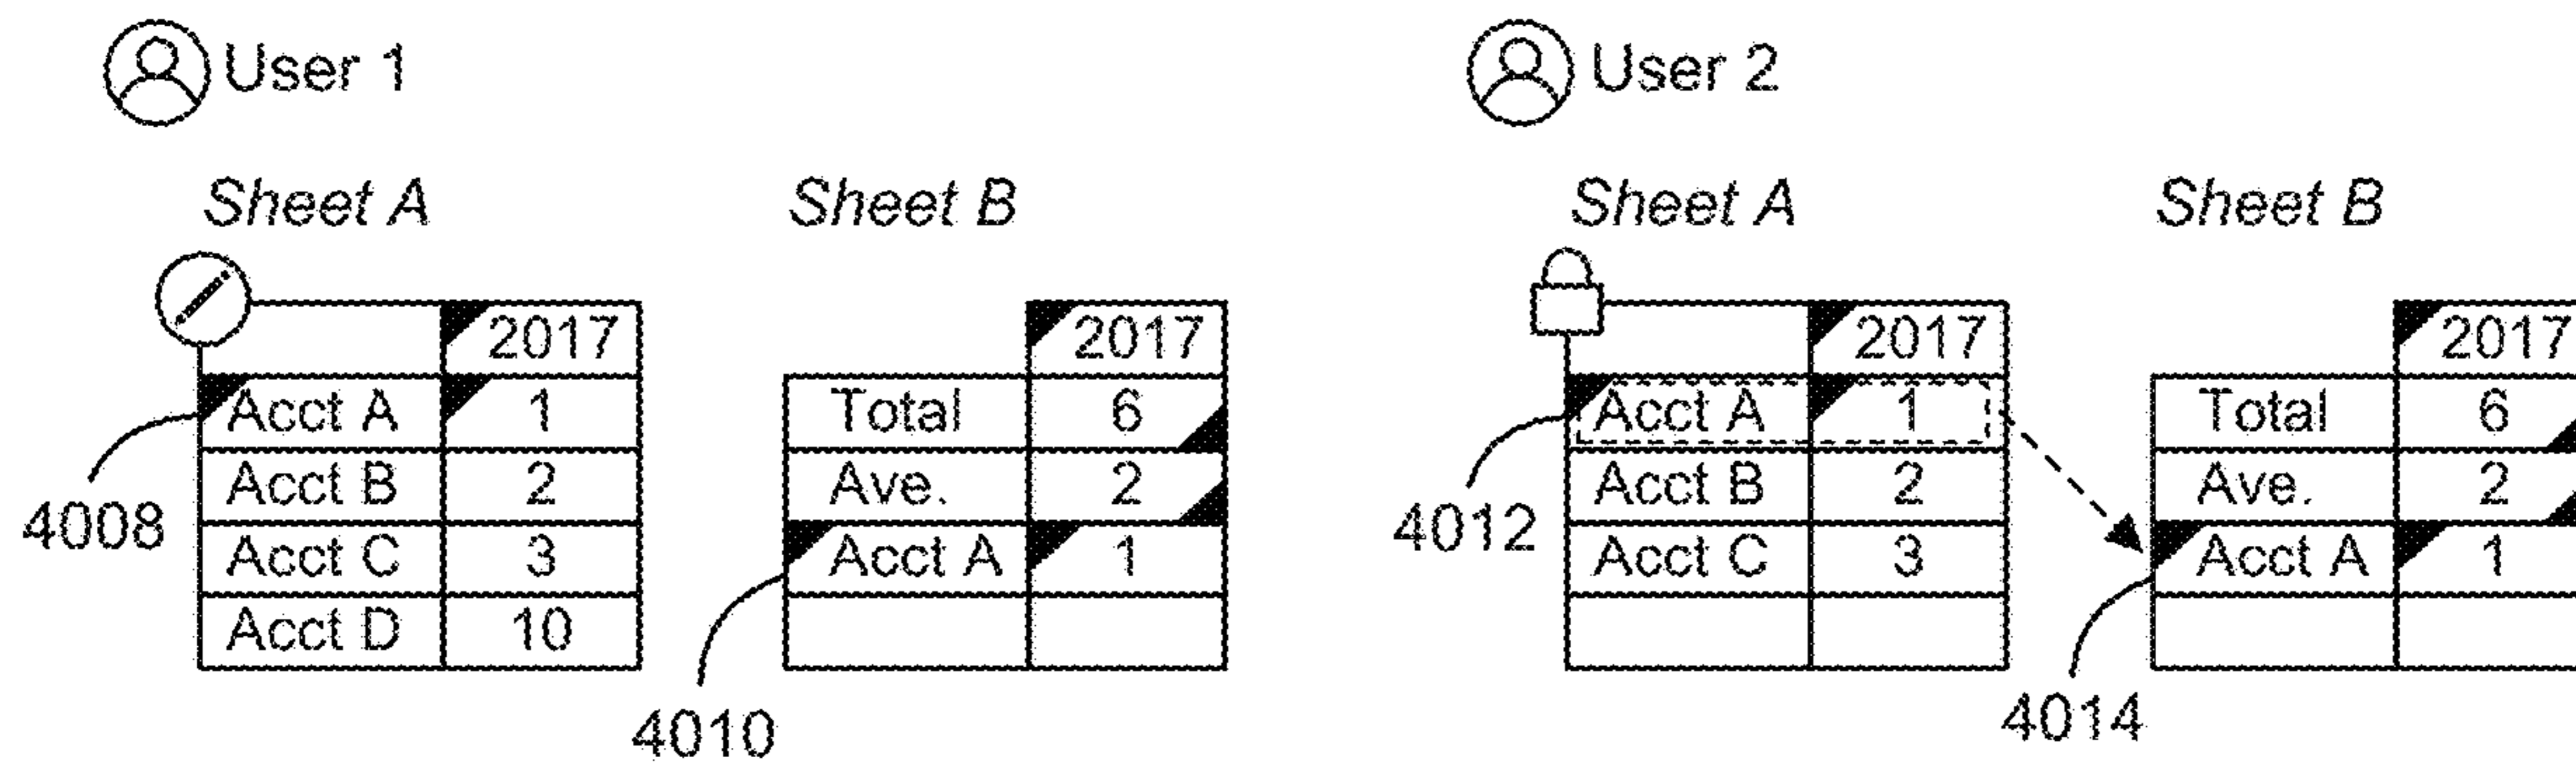 User 1 User 2
Sheet A Sheet B Sheet A Sheet B
2017 2017 2017 2017
Acct A 1 Total 6 Acct A 1 Total 6
Acct B 2 Ave. 2 Acct B 2 Ave. 2
4008 Acct C 3 Acct A 1 4012 Acct C 3 Acct A 1
Acct D 10
4010 4014